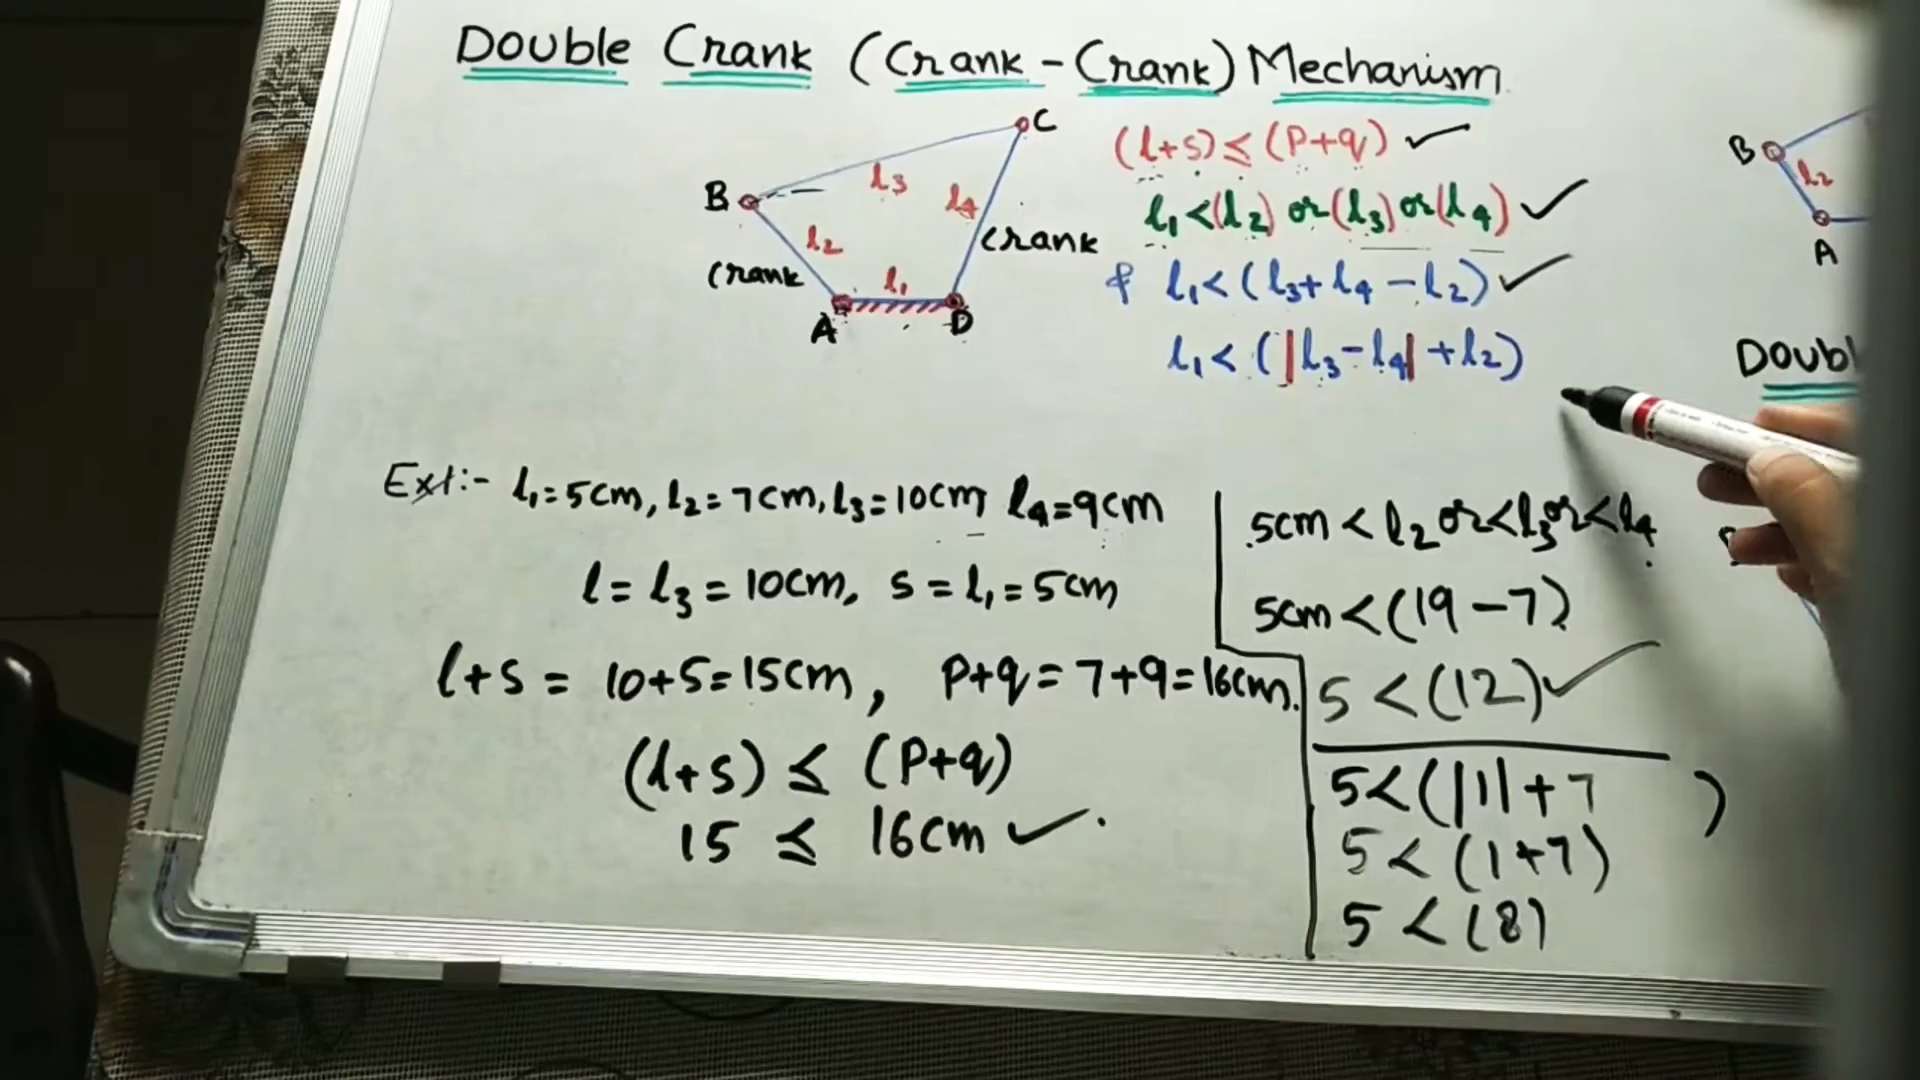 Double Crank (Crank-Crank) Mechanism
B
C
l3
l4
l2
l1
crank
crank
A
D
(l+s) ≤ (P+q) ✓
l1 < (l2) or (l3) or (l4) ✓
& l1 < (l3+l4 - l2) ✓
l1 < (|l3 - l4| + l2)
B
l2
A
Doubl
Ex1:- l1=5cm, l2=7cm, l3=10cm l4=9cm
l = l3 = 10cm, s = l1 = 5cm
l+s = 10+5=15cm, P+q = 7+9=16cm.
(l+s) ≤ (P+q)
15 ≤ 16cm ✓.
5cm < l2 or < l3 or < l4
5cm < (19-7)
5 < (12) ✓
5 < (|1| + 7 )
5 < (1+7)
5 < (8)